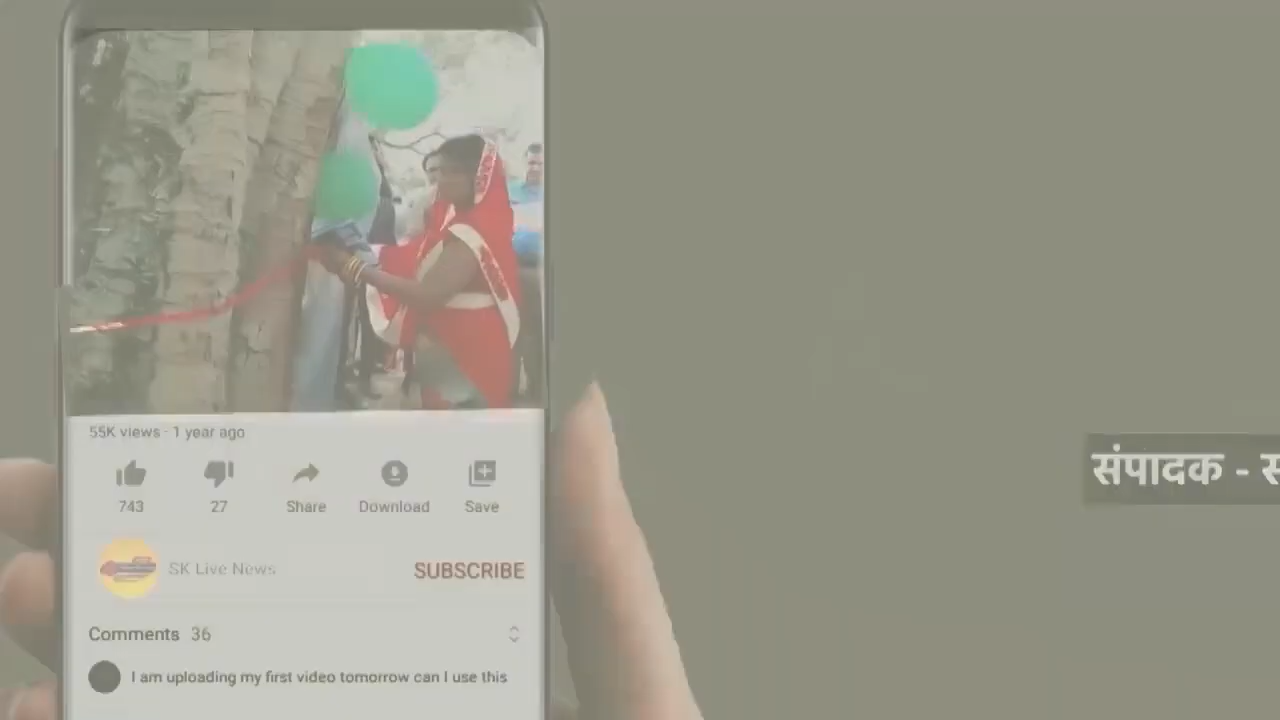 55K views · 1 year ago
743
27
Share
Download
Save
SK Live News
SUBSCRIBE
Comments 36
I am uploading my first video tomorrow can I use this
संपादक -